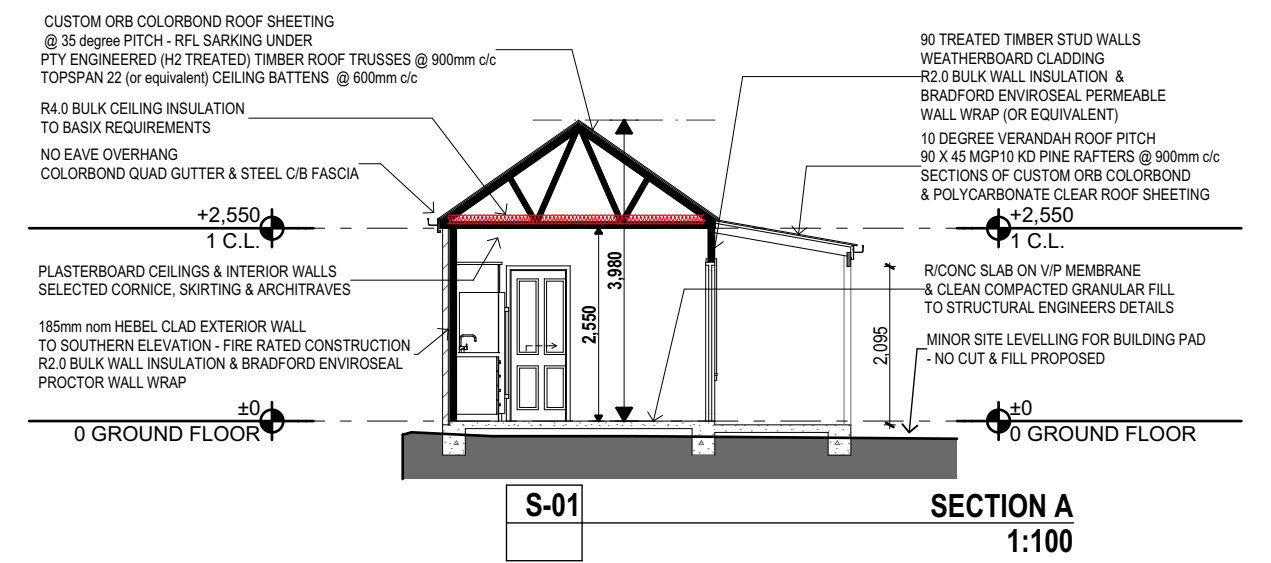 CUSTOM ORB COLORBOND ROOF SHEETING
@ 35 degree PITCH - RFL SARKING UNDER
PTY ENGINEERED (H2 TREATED) TIMBER ROOF TRUSSES @ 900mm c/c
TOPSPAN 22 (or equivalent) CEILING BATTENS @ 600mm c/c
R4.0 BULK CEILING INSULATION
TO BASIX REQUIREMENTS
NO EAVE OVERHANG
COLORBOND QUAD GUTTER & STEEL C/B FASCIA
+2,550
1 C.L.
PLASTERBOARD CEILINGS & INTERIOR WALLS
SELECTED CORNICE, SKIRTING & ARCHITRAVES
185mm nom HEBEL CLAD EXTERIOR WALL
TO SOUTHERN ELEVATION - FIRE RATED CONSTRUCTION
R2.0 BULK WALL INSULATION & BRADFORD ENVIROSEAL
PROCTOR WALL WRAP
±0
0 GROUND FLOOR
2,550
3,980
2,095
90 TREATED TIMBER STUD WALLS
WEATHERBOARD CLADDING
R2.0 BULK WALL INSULATION &
BRADFORD ENVIROSEAL PERMEABLE
WALL WRAP (OR EQUIVALENT)
10 DEGREE VERANDAH ROOF PITCH
90 X 45 MGP10 KD PINE RAFTERS @ 900mm c/c
SECTIONS OF CUSTOM ORB COLORBOND
& POLYCARBONATE CLEAR ROOF SHEETING
+2,550
1 C.L.
R/CONC SLAB ON V/P MEMBRANE
& CLEAN COMPACTED GRANULAR FILL
TO STRUCTURAL ENGINEERS DETAILS
MINOR SITE LEVELLING FOR BUILDING PAD
- NO CUT & FILL PROPOSED
±0
0 GROUND FLOOR
S-01
SECTION A
1:100